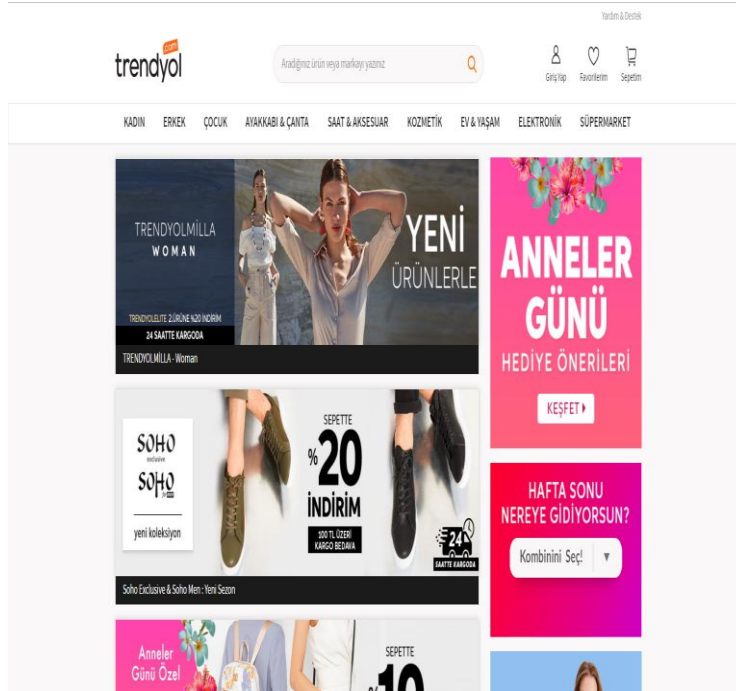 Yardım & Destek
.com
trendyol
Aradığınız ürün veya markayı yazınız
Giriş Yap Favorilerim Sepetim
KADIN ERKEK ÇOCUK AYAKKABI & ÇANTA SAAT & AKSESUAR KOZMETİK EV & YAŞAM ELEKTRONİK SÜPERMARKET
TRENDYOLMİLLA
WOMAN
TRENDYOLELITE 2.ÜRÜNE %20 İNDİRİM
24 SAATTE KARGODA
YENİ
ÜRÜNLERLE
TRENDYOLMİLLA - Woman
ANNELER
GÜNÜ
HEDİYE ÖNERİLERİ
KEŞFET
SOHO
exclusive
SOHO
yeni koleksiyon
SEPETTE
%20
İNDİRİM
100 TL ÜZERİ
KARGO BEDAVA
24
SAATTE KARGODA
Soho Exclusive & Soho Men : Yeni Sezon
HAFTA SONU
NEREYE GİDİYORSUN?
Kombinini Seç!
Anneler
Günü Özel
SEPETTE
%10